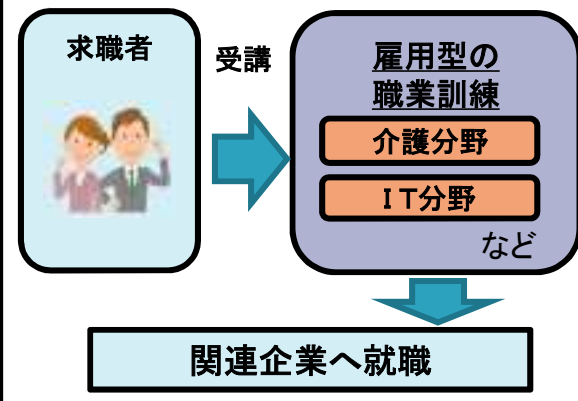 求職者
受講
雇用型の
職業訓練
介護分野
IT分野
など
関連企業へ就職